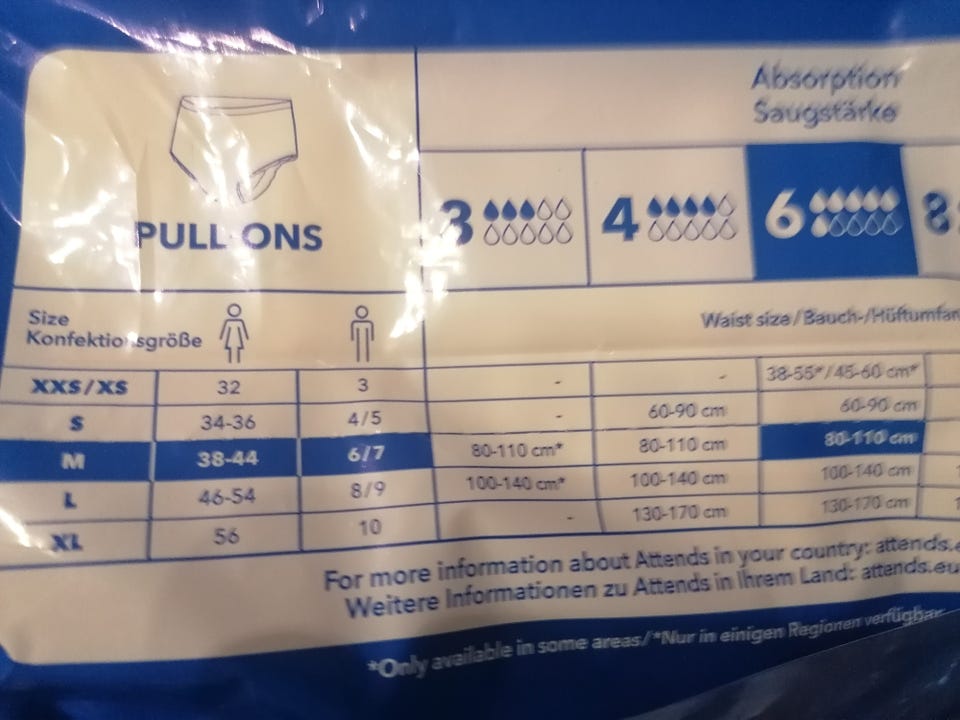 Absorption
Saugstärke
PULL-ONS
3 4 6 8
Size
Konfektionsgröße
Waist size/Bauch-/Hüftumfan
XXS/XS 32 3 - - 38-55*/45-60 cm*
S 34-36 4/5 - 60-90 cm 60-90 cm
M 38-44 6/7 80-110 cm* 80-110 cm 80-110 cm
L 46-54 8/9 100-140 cm* 100-140 cm 100-140 cm 1
XL 56 10 - 130-170 cm 130-170 cm 1
For more information about Attends in your country: attends.e
Weitere Informationen zu Attends in Ihrem Land: attends.eu
*Only available in some areas/*Nur in einigen Regionen verfügbar